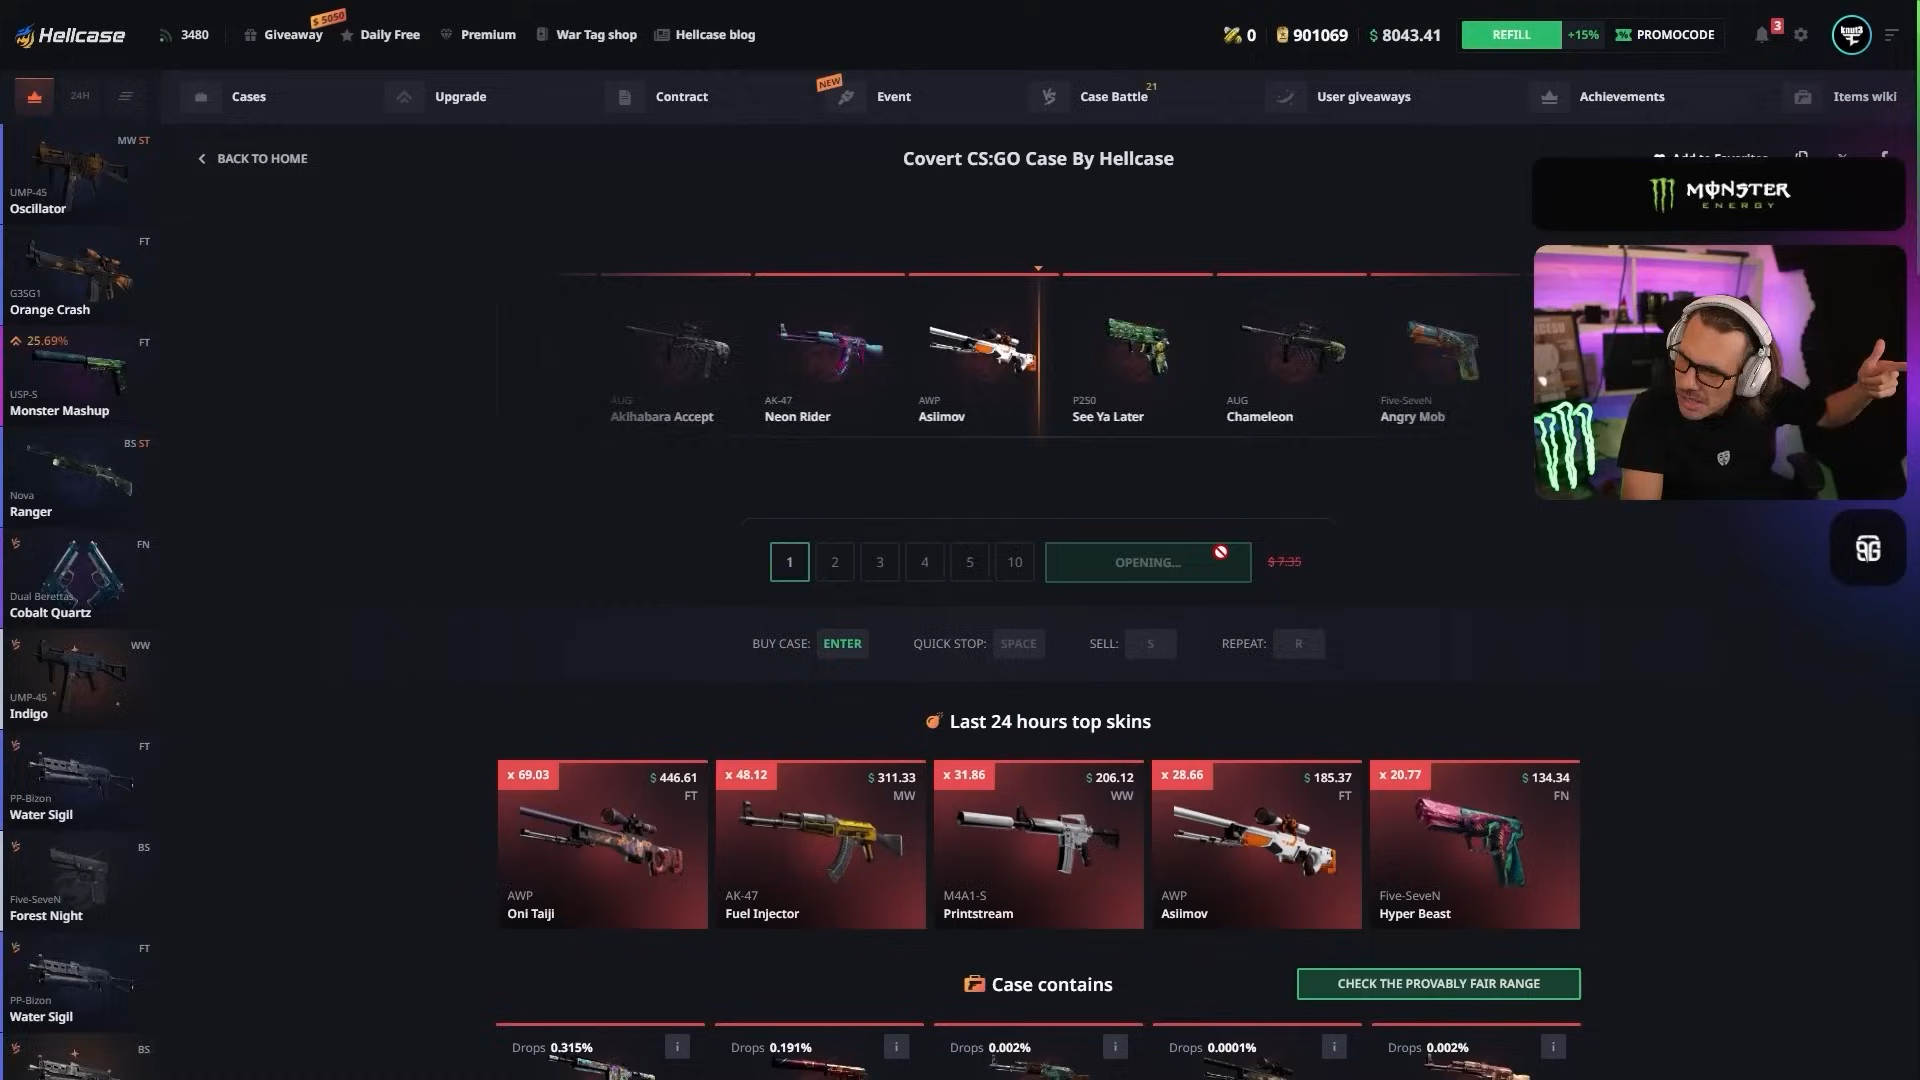 Hellcase
3480
Giveaway
$ 5050
Daily Free
Premium
War Tag shop
Hellcase blog
0
901069
$ 8043.41
REFILL
+15%
PROMOCODE
3
knut3
24H
Cases
Upgrade
Contract
NEW
Event
Case Battle
21
User giveaways
Achievements
Items wiki
BACK TO HOME
Covert CS:GO Case By Hellcase
Add to Favorites
MONSTER
ENERGY
MW ST
UMP-45
Oscillator
FT
G3SG1
Orange Crash
25.69%
FT
USP-S
Monster Mashup
BS ST
Nova
Ranger
FN
Dual Berettas
Cobalt Quartz
WW
UMP-45
Indigo
FT
PP-Bizon
Water Sigil
BS
Five-SeveN
Forest Night
FT
PP-Bizon
Water Sigil
BS
AUG
Akihabara Accept
AK-47
Neon Rider
AWP
Asiimov
P250
See Ya Later
AUG
Chameleon
Five-SeveN
Angry Mob
1
2
3
4
5
10
OPENING...
$ 7.35
BUY CASE: ENTER
QUICK STOP: SPACE
SELL: S
REPEAT: R
Last 24 hours top skins
x 69.03
$ 446.61
FT
AWP
Oni Taiji
x 48.12
$ 311.33
MW
AK-47
Fuel Injector
x 31.86
$ 206.12
WW
M4A1-S
Printstream
x 28.66
$ 185.37
FT
AWP
Asiimov
x 20.77
$ 134.34
FN
Five-SeveN
Hyper Beast
Case contains
CHECK THE PROVABLY FAIR RANGE
Drops 0.315%
Drops 0.191%
Drops 0.002%
Drops 0.0001%
Drops 0.002%